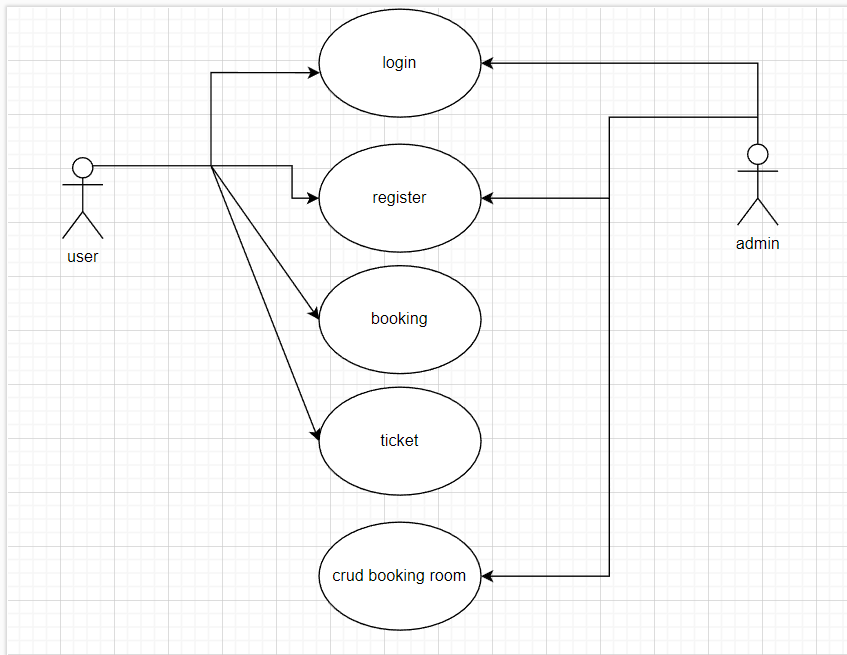 login
register
user
admin
booking
ticket
crud booking room